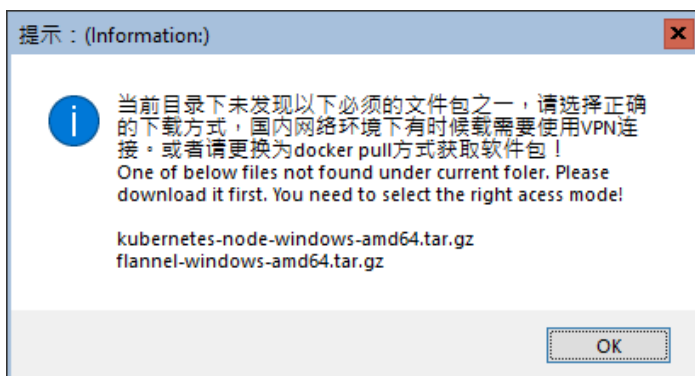 提示：(Information:)
当前目录下未发现以下必须的文件包之一，请选择正确
的下载方式，国内网络环境下有时候载需要使用VPN连
接。或者请更换为docker pull方式获取软件包！
One of below files not found under current foler. Please
download it first. You need to select the right acess mode!
kubernetes-node-windows-amd64.tar.gz
flannel-windows-amd64.tar.gz
OK